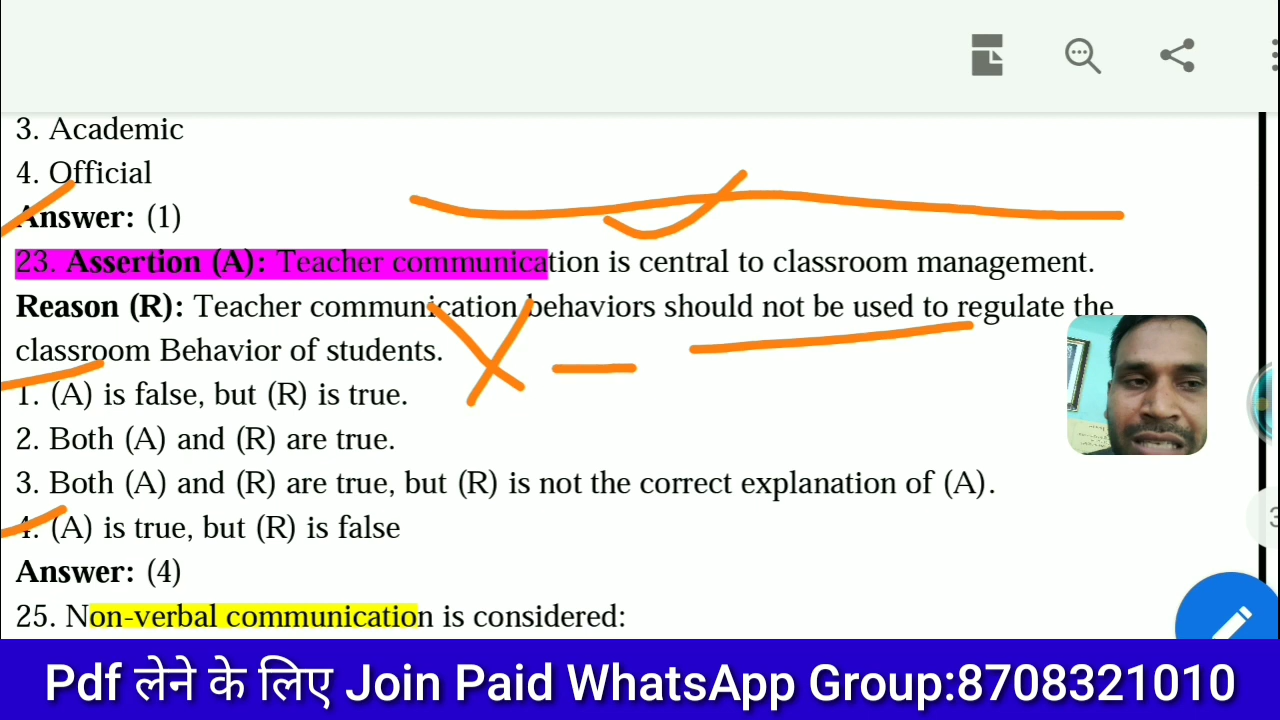 3. Academic
4. Official
Answer: (1)
23. Assertion (A): Teacher communication is central to classroom management.
Reason (R): Teacher communication behaviors should not be used to regulate the
classroom Behavior of students.
1. (A) is false, but (R) is true.
2. Both (A) and (R) are true.
3. Both (A) and (R) are true, but (R) is not the correct explanation of (A).
4. (A) is true, but (R) is false
Answer: (4)
25. Non-verbal communication is considered:
Pdf लेने के लिए Join Paid WhatsApp Group:8708321010